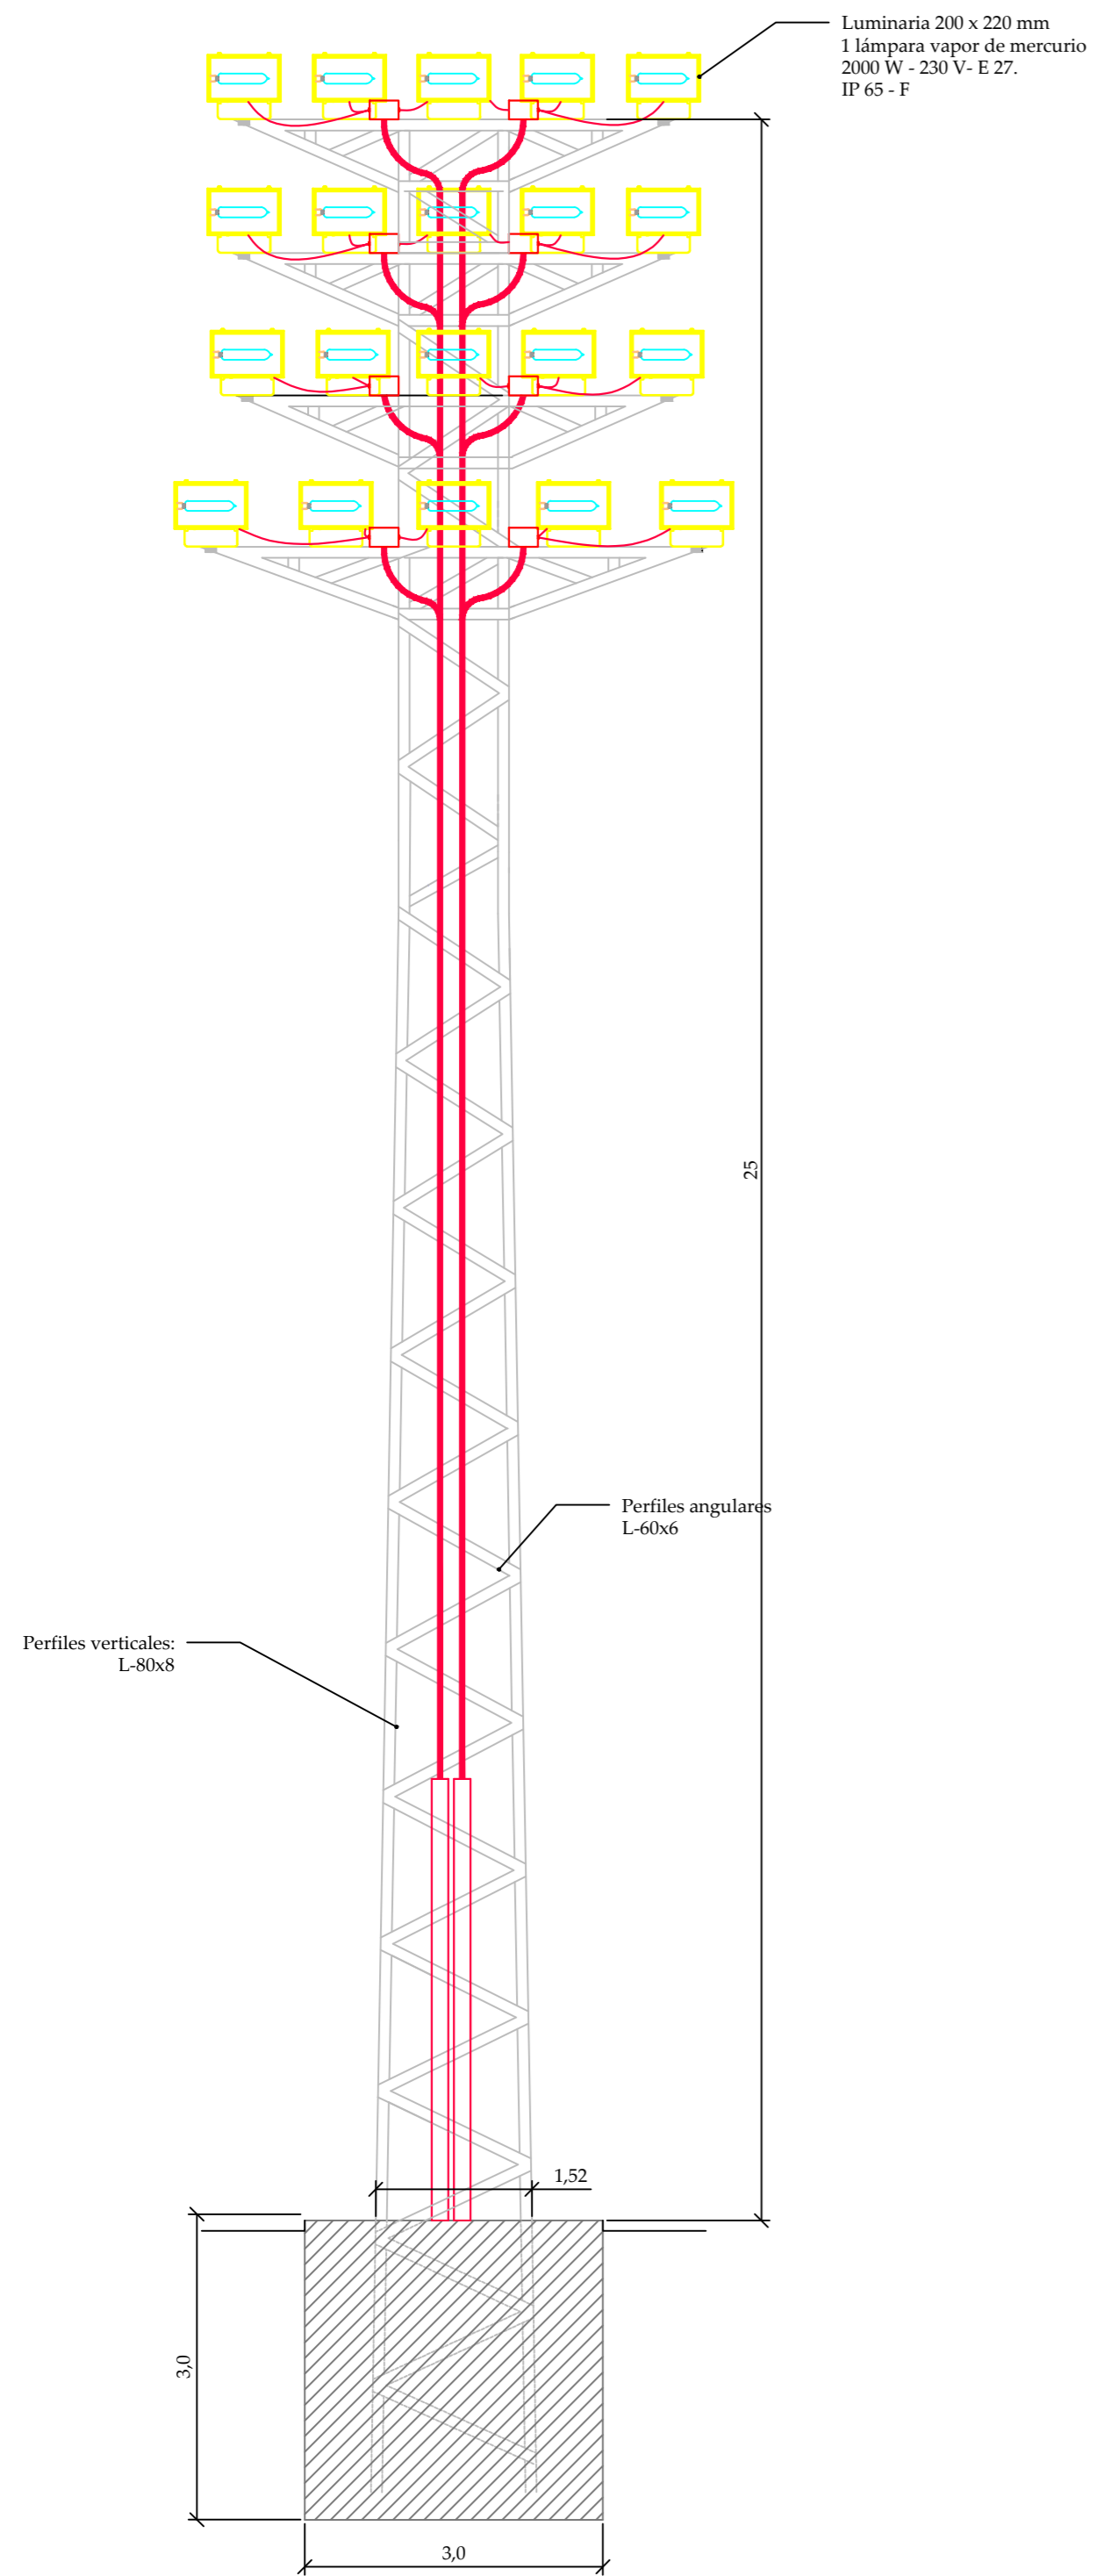 Luminaria 200 x 220 mm
1 lámpara vapor de mercurio
2000 W - 230 V- E 27.
IP 65 - F
25
Perfiles angulares
L-60x6
Perfiles verticales:
L-80x8
1,52
3,0
3,0